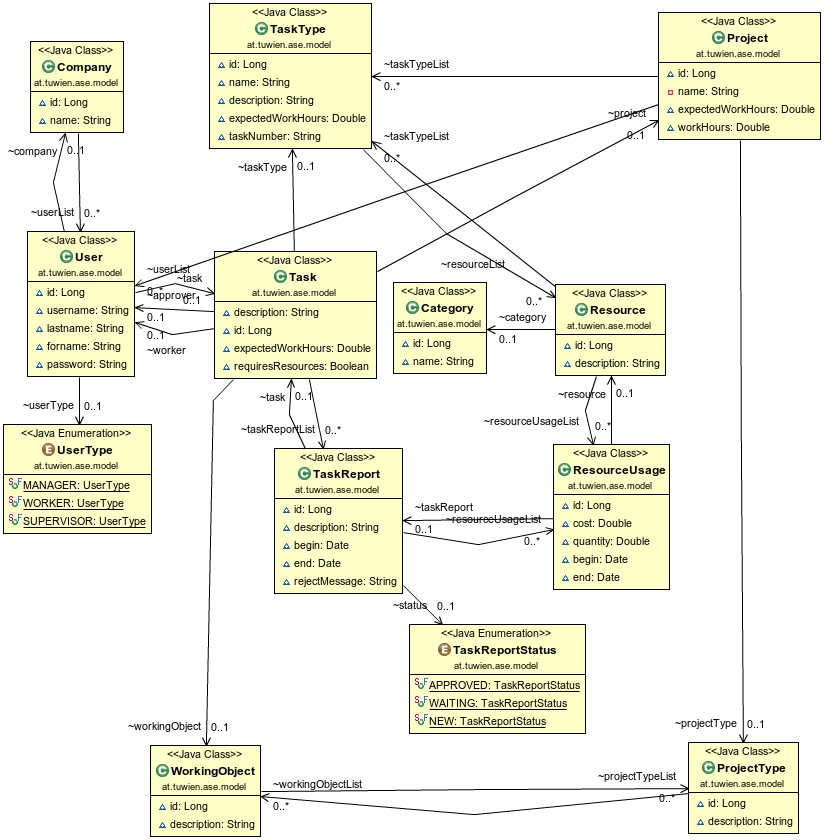 <<Java Class>>
TaskType
at.tuwien.ase.model
id: Long
name: String
description: String
expectedWorkHours: Double
taskNumber: String
<<Java Class>>
Project
at.tuwien.ase.model
id: Long
name: String
expectedWorkHours: Double
workHours: Double
<<Java Class>>
Company
at.tuwien.ase.model
id: Long
name: String
~taskTypeList
0..*
~project
0..1
~taskTypeList
0..*
~company
0..1
~taskType
0..1
~userList
0..*
<<Java Class>>
User
at.tuwien.ase.model
id: Long
username: String
lastname: String
forname: String
password: String
~userList
0..*
~task
0..1
~approver
0..1
~worker
0..1
<<Java Class>>
Task
at.tuwien.ase.model
description: String
id: Long
expectedWorkHours: Double
requiresResources: Boolean
~resourceList
0..*
<<Java Class>>
Category
at.tuwien.ase.model
id: Long
name: String
~category
0..1
<<Java Class>>
Resource
at.tuwien.ase.model
id: Long
description: String
~userType
0..1
~task
0..1
~taskReportList
0..*
~resource
0..1
~resourceUsageList
0..*
<<Java Enumeration>>
UserType
at.tuwien.ase.model
MANAGER: UserType
WORKER: UserType
SUPERVISOR: UserType
<<Java Class>>
TaskReport
at.tuwien.ase.model
id: Long
description: String
begin: Date
end: Date
rejectMessage: String
~taskReport
0..1
~resourceUsageList
0..*
<<Java Class>>
ResourceUsage
at.tuwien.ase.model
id: Long
cost: Double
quantity: Double
begin: Date
end: Date
~status
0..1
<<Java Enumeration>>
TaskReportStatus
at.tuwien.ase.model
APPROVED: TaskReportStatus
WAITING: TaskReportStatus
NEW: TaskReportStatus
~workingObject
0..1
~projectType
0..1
<<Java Class>>
WorkingObject
at.tuwien.ase.model
id: Long
description: String
~workingObjectList
0..*
~projectTypeList
0..*
<<Java Class>>
ProjectType
at.tuwien.ase.model
id: Long
description: String